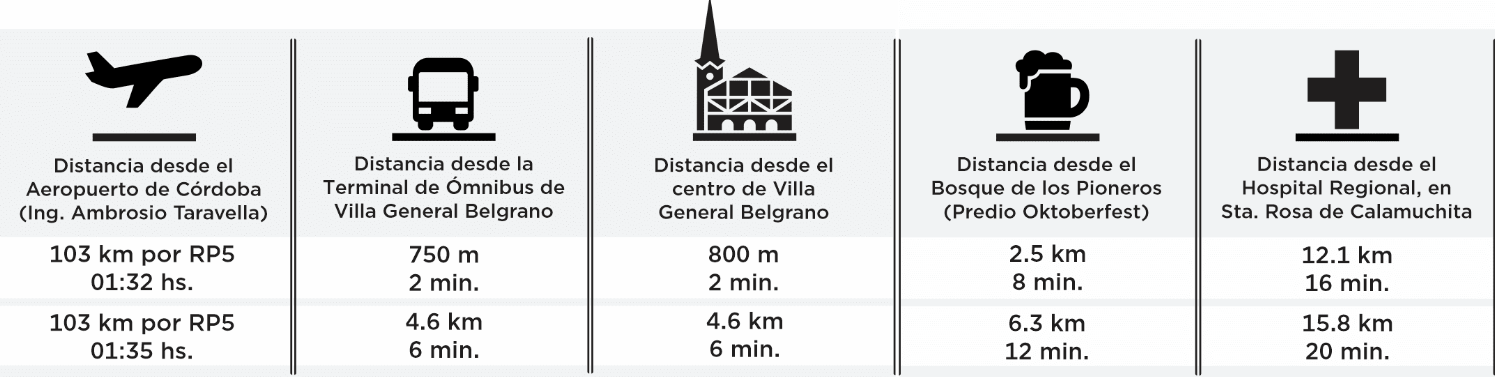 Distancia desde el
Aeropuerto de Córdoba
(Ing. Ambrosio Taravella)
Distancia desde la
Terminal de Ómnibus de
Villa General Belgrano
Distancia desde el
centro de Villa
General Belgrano
Distancia desde el
Bosque de los Pioneros
(Predio Oktoberfest)
Distancia desde el
Hospital Regional, en
Sta. Rosa de Calamuchita
103 km por RP5
01:32 hs.
750 m
2 min.
800 m
2 min.
2.5 km
8 min.
12.1 km
16 min.
103 km por RP5
01:35 hs.
4.6 km
6 min.
4.6 km
6 min.
6.3 km
12 min.
15.8 km
20 min.